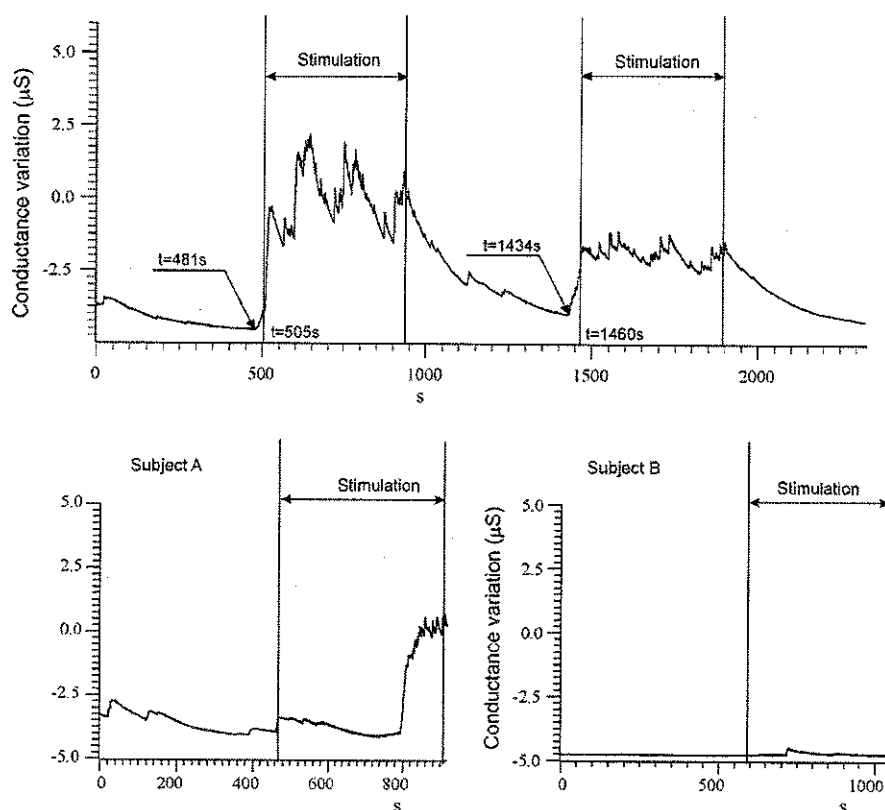 Conductance variation (µS)
5.0
2.5
0.0
-2.5
Stimulation
Stimulation
t=481s
t=505s
t=1434s
t=1460s
0
500
1000
1500
2000
s
Subject A
Stimulation
5.0
2.5
0.0
-2.5
-5.0
0
200
400
600
800
s
Subject B
Stimulation
Conductance variation (µS)
5.0
2.5
0.0
-2.5
-5.0
0
500
1000
s